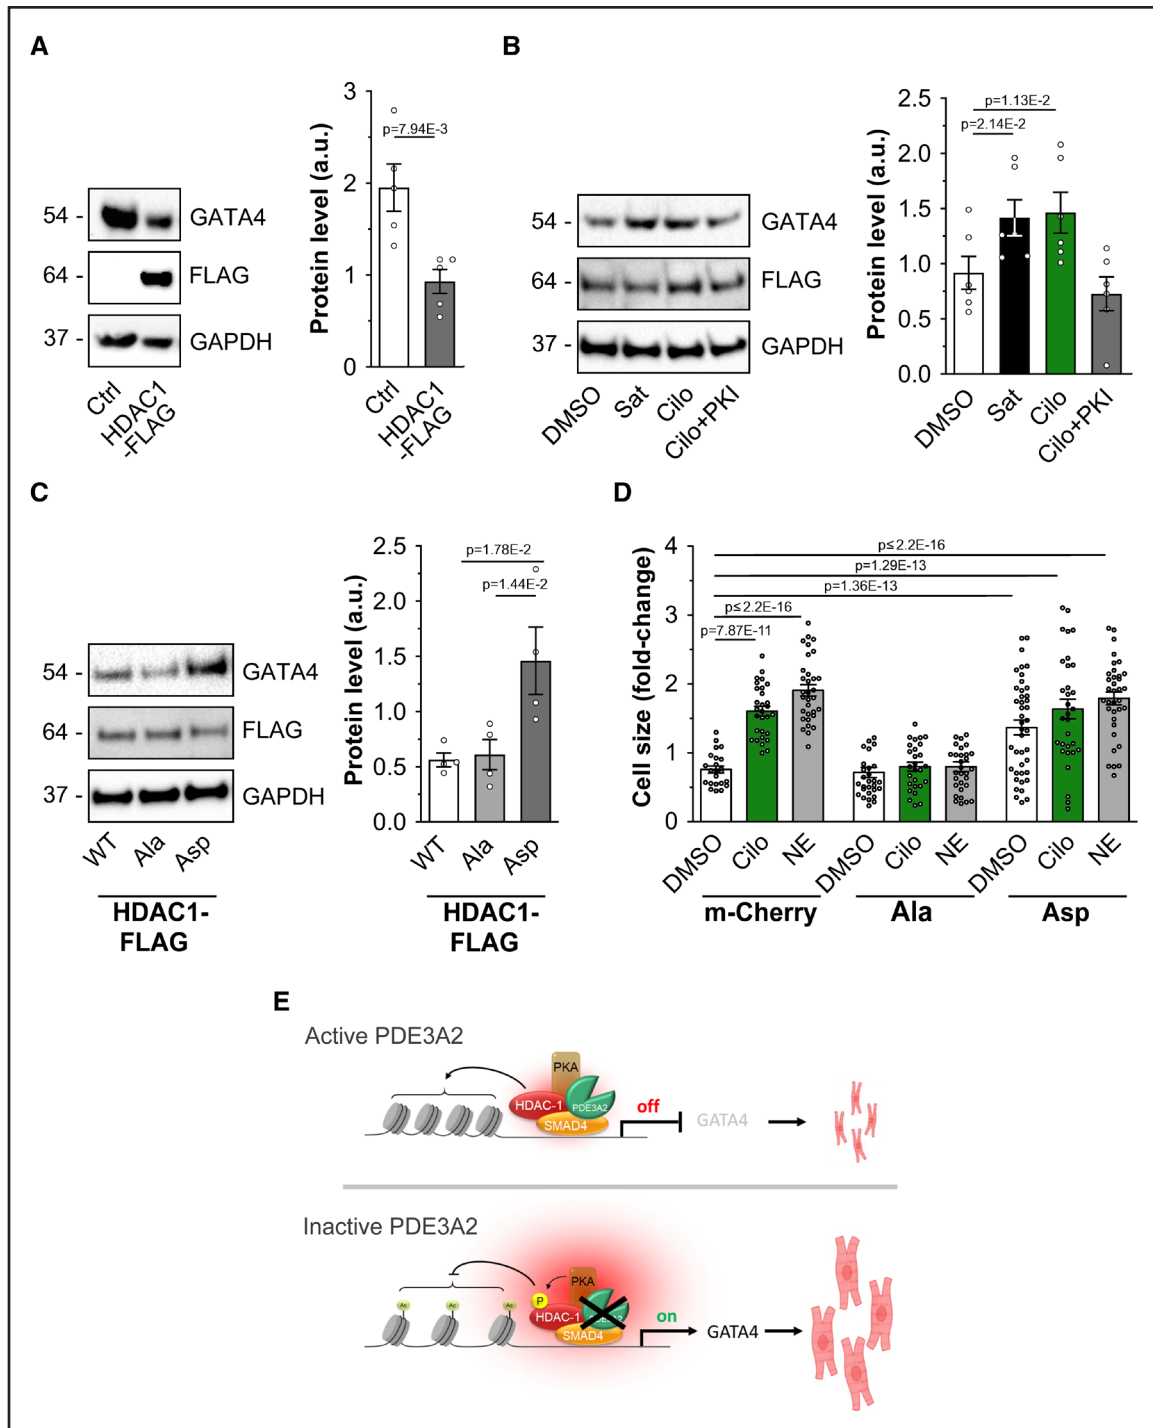 A
54 -
GATA4
64 -
FLAG
37 -
GAPDH
Ctrl
HDAC1
-FLAG
Protein level (a.u.)
3
2
1
0
p=7.94E-3
Ctrl
HDAC1
-FLAG
B
54 -
GATA4
64 -
FLAG
37 -
GAPDH
DMSO
Sat
Cilo
Cilo+PKI
Protein level (a.u.)
2.5
2.0
1.5
1.0
0.5
0.0
p=1.13E-2
p=2.14E-2
DMSO
Sat
Cilo
Cilo+PKI
C
54 -
GATA4
64 -
FLAG
37 -
GAPDH
WT
Ala
Asp
HDAC1-
FLAG
Protein level (a.u.)
2.5
2.0
1.5
1.0
0.5
0.0
p=1.78E-2
p=1.44E-2
WT
Ala
Asp
HDAC1-
FLAG
D
Cell size (fold-change)
4
3
2
1
0
p≤2.2E-16
p=1.29E-13
p=1.36E-13
p≤2.2E-16
p=7.87E-11
DMSO
Cilo
NE
DMSO
Cilo
NE
DMSO
Cilo
NE
m-Cherry
Ala
Asp
E
Active PDE3A2
PKA
HDAC-1
PDE3A2
SMAD4
off
GATA4
Inactive PDE3A2
Ac
Ac
Ac
P
PKA
HDAC-1
SMAD4
on
GATA4